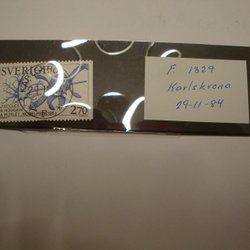 SVERIGE
2.70
F. 1329
Karlskrona
29-11-84